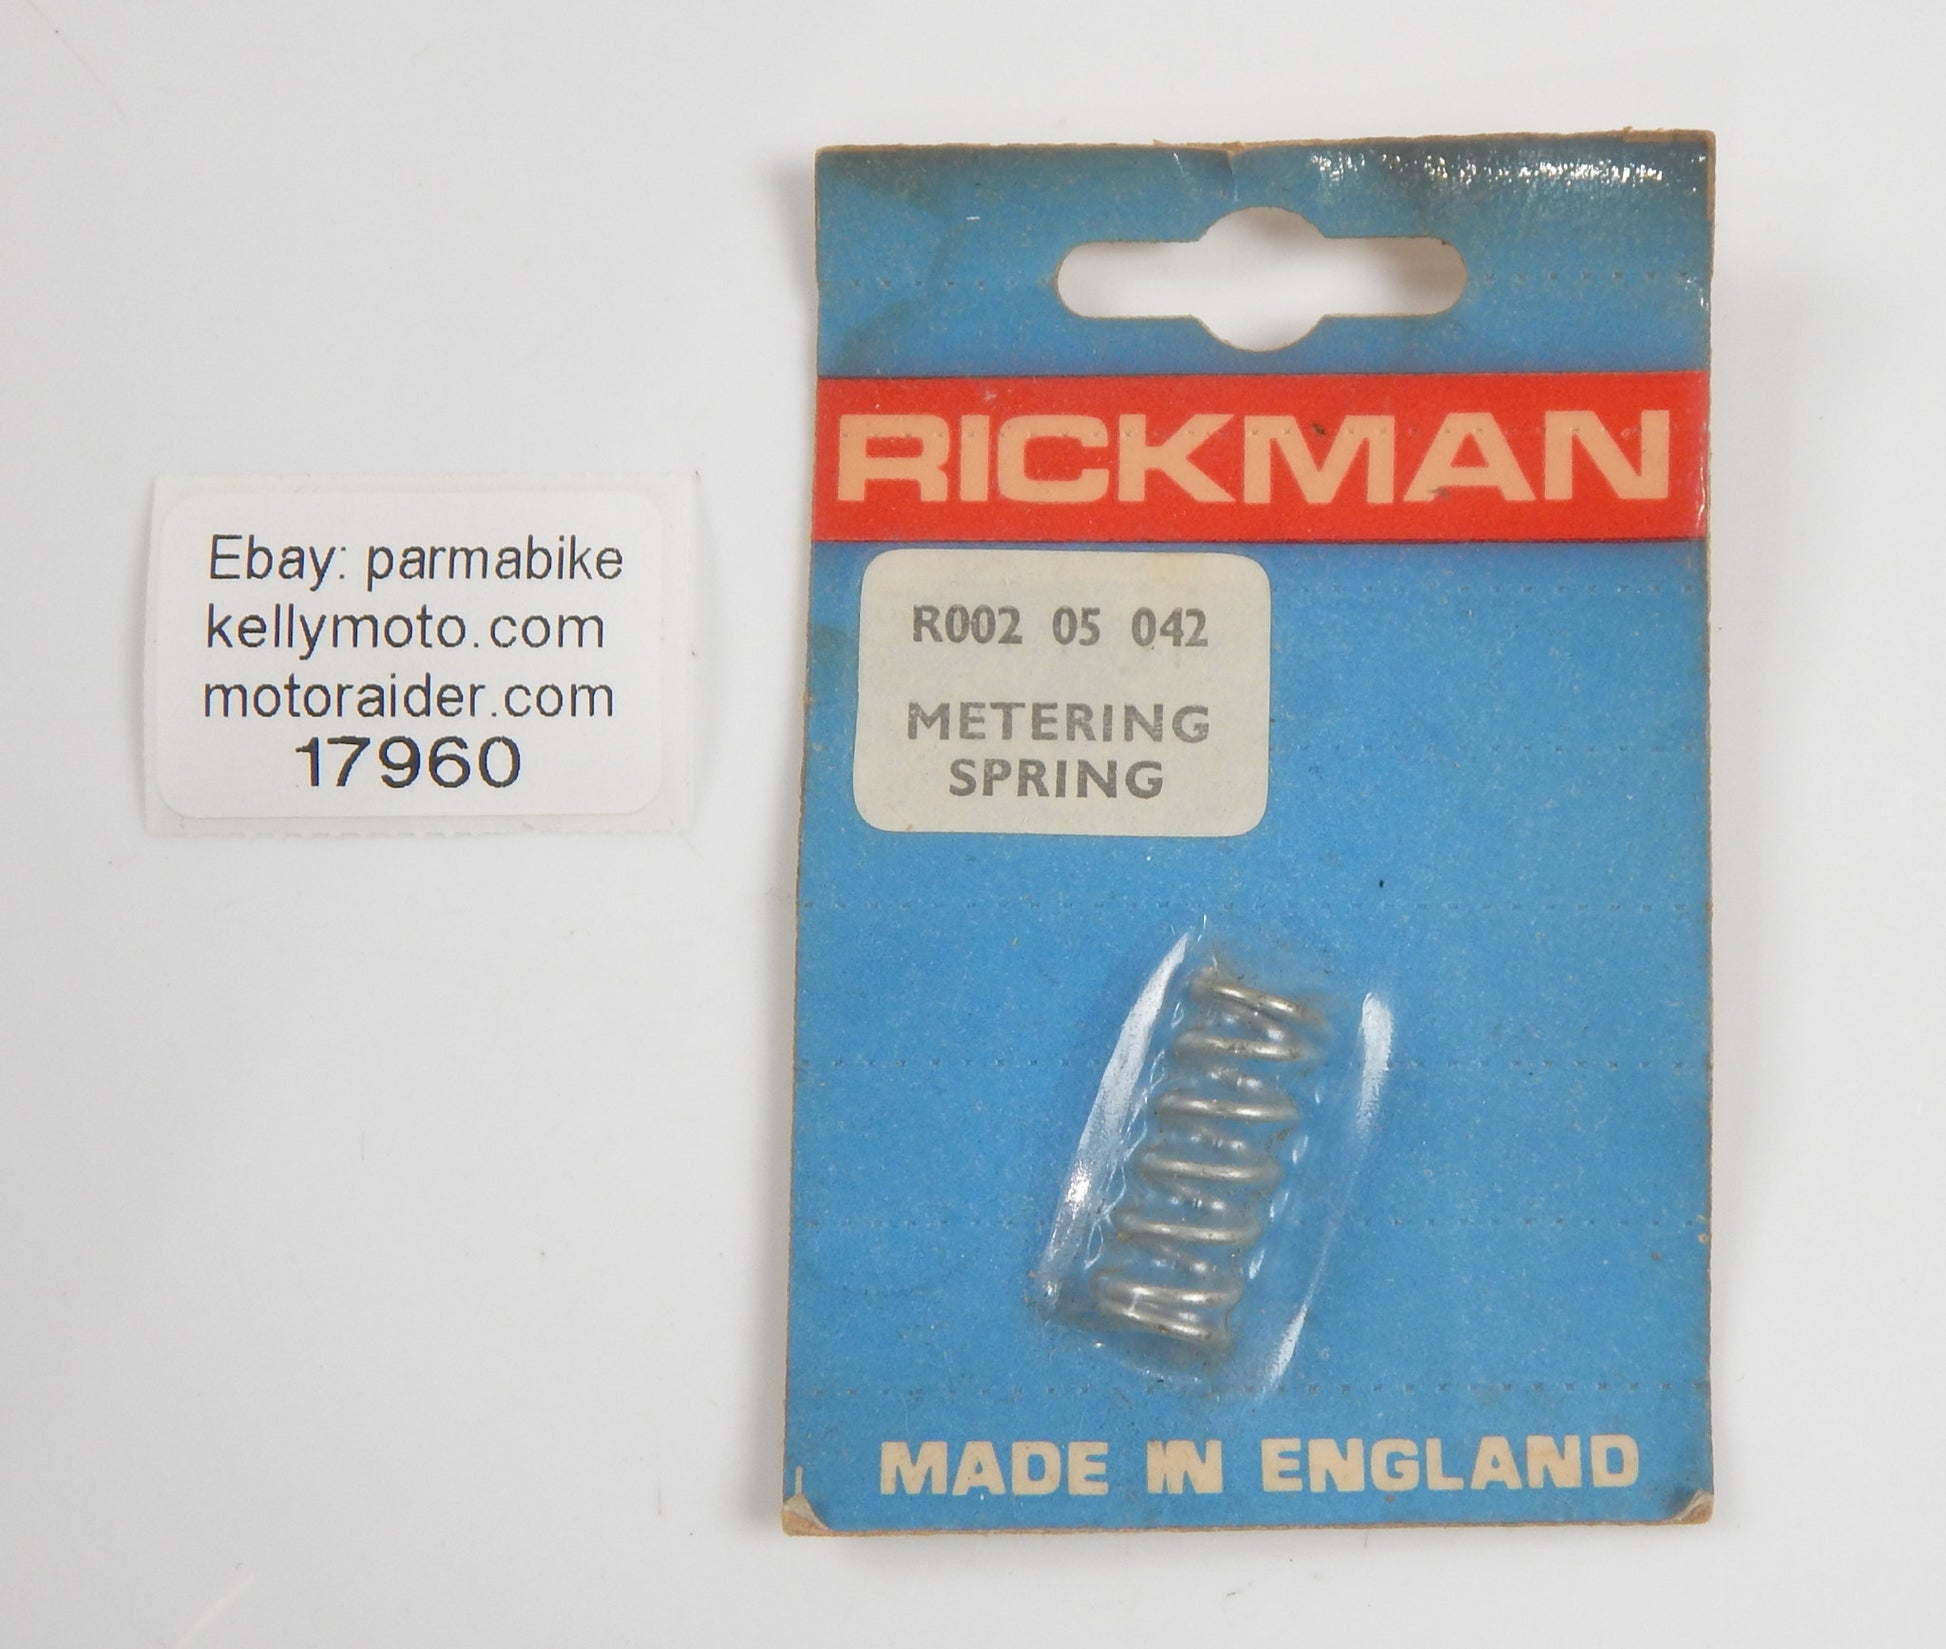 Ebay: parmabike
kellymoto.com
motoraider.com
17960
RICKMAN
R002 05 042
METERING
SPRING
MADE IN ENGLAND